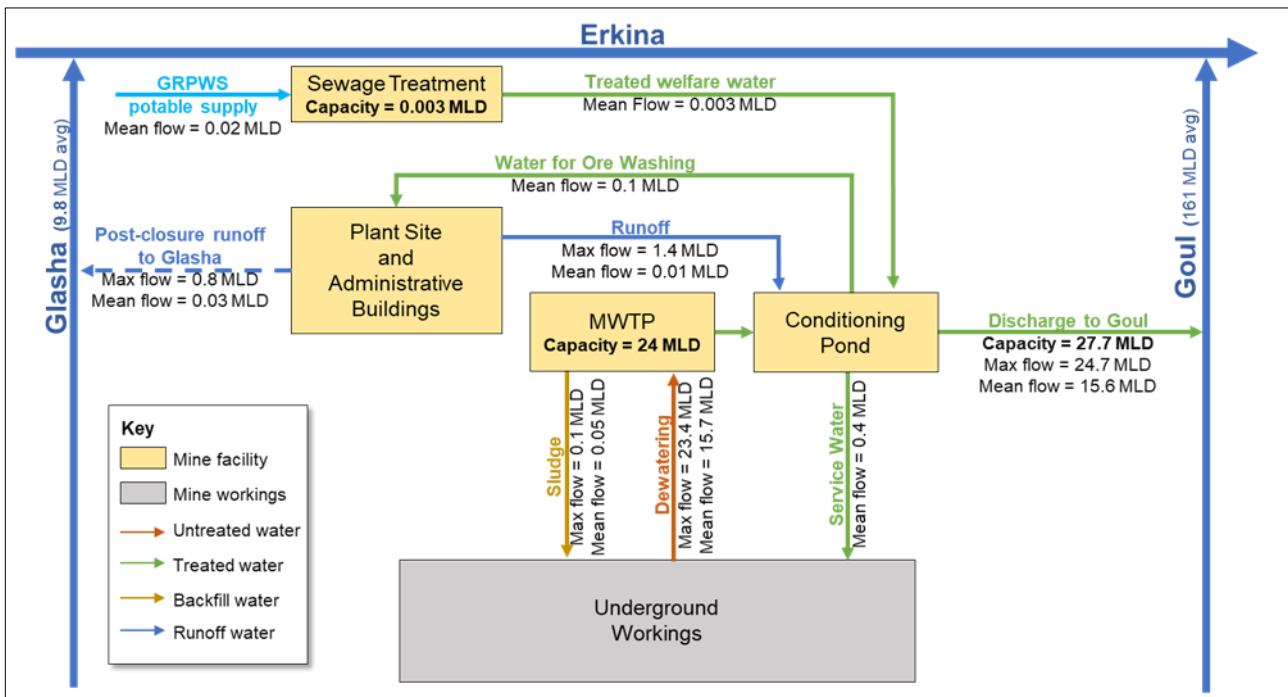 Erkina
GRPWS
potable supply
Mean flow = 0.02 MLD
Sewage Treatment
Capacity = 0.003 MLD
Treated welfare water
Mean Flow = 0.003 MLD
Water for Ore Washing
Mean flow = 0.1 MLD
Glasha (9.8 MLD avg)
Post-closure runoff
to Glasha
Max flow = 0.8 MLD
Mean flow = 0.03 MLD
Plant Site
and
Administrative
Buildings
Runoff
Max flow = 1.4 MLD
Mean flow = 0.01 MLD
MWTP
Capacity = 24 MLD
Conditioning
Pond
Discharge to Goul
Capacity = 27.7 MLD
Max flow = 24.7 MLD
Mean flow = 15.6 MLD
Goul (161 MLD avg)
Sludge
Max flow = 0.1 MLD
Mean flow = 0.05 MLD
Dewatering
Max flow = 23.4 MLD
Mean flow = 15.7 MLD
Service Water
Mean flow = 0.4 MLD
Underground
Workings
Key
Mine facility
Mine workings
Untreated water
Treated water
Backfill water
Runoff water